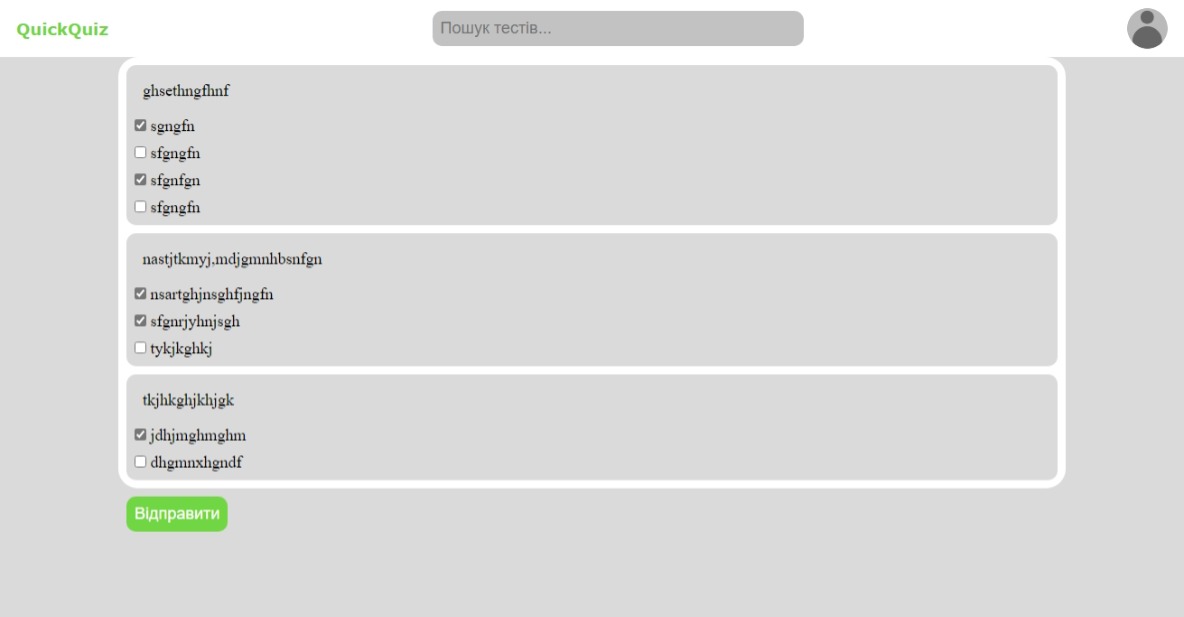 QuickQuiz
Пошук тестів...
ghsethngfhnf
sgngfn
sfgngfn
sfgnfgn
sfgngfn
nastjtkmyj,mdjgmnhbsnfgn
nsartghjnsghfjngfn
sfgnrjyhnjsgh
tykjkghkj
tkjhkghjkhjgk
jdhjmghmghm
dhgmnxhgndf
Відправити